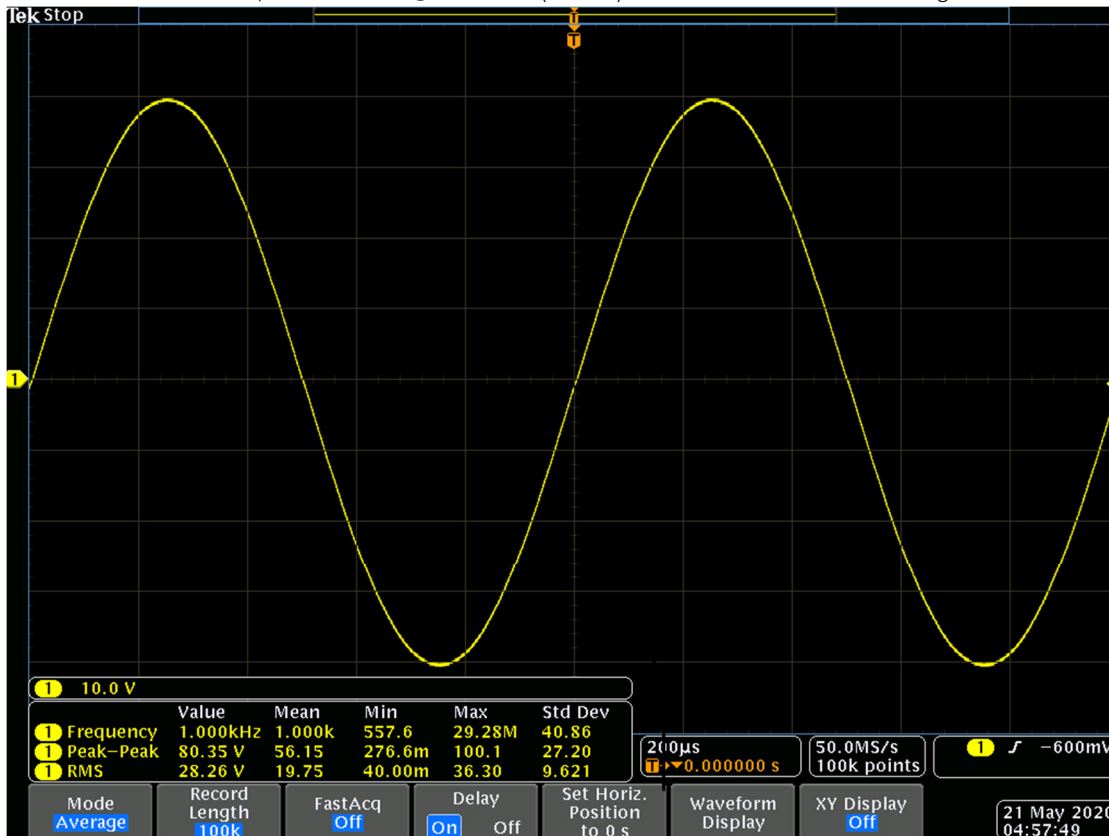 Tek Stop
T
T
1
1 10.0 V
Value Mean Min Max Std Dev
1 Frequency 1.000kHz 1.000k 557.6 29.28M 40.86
1 Peak–Peak 80.35 V 56.15 276.6m 100.1 27.20
1 RMS 28.26 V 19.75 40.00m 36.30 9.621
200µs
T 0.000000 s
50.0MS/s
100k points
1 −600mV
Mode
Average
Record
Length
100k
FastAcq
Off
Delay
On Off
Set Horiz.
Position
to 0 s
Waveform
Display
XY Display
Off
21 May 2020
04:57:49